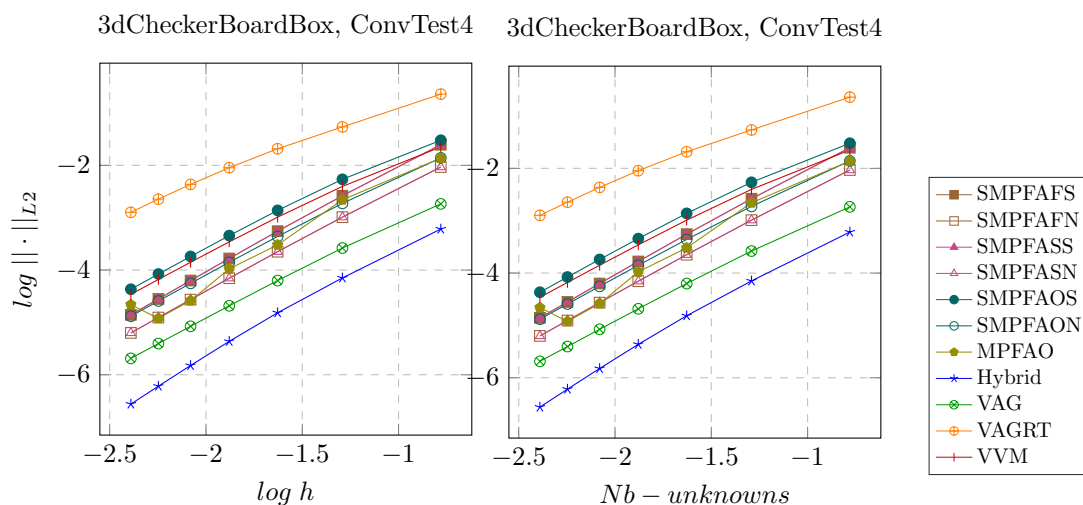 3dCheckerBoardBox, ConvTest4
3dCheckerBoardBox, ConvTest4
−2
−4
−6
log || · ||L2
−2.5
−2
−1.5
−1
log h
−2
−4
−6
−2.5
−2
−1.5
−1
Nb − unknowns
SMPFAFS
SMPFAFN
SMPFASS
SMPFASN
SMPFAOS
SMPFAON
MPFAO
Hybrid
VAG
VAGRT
VVM